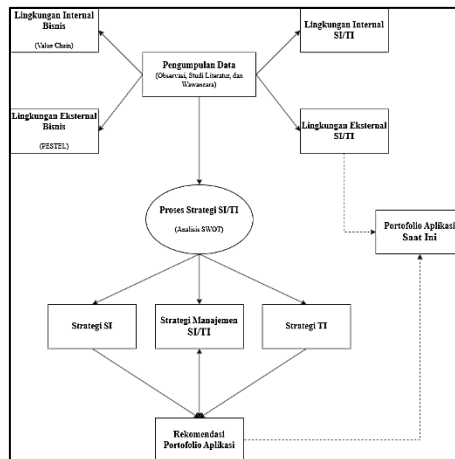 Lingkungan Internal
Bisnis
(Value Chain)
Lingkungan Internal
SI/TI
Pengumpulan Data
(Observasi, Studi Literatur, dan
Wawancara)
Lingkungan Eksternal
Bisnis
(PESTEL)
Lingkungan Eksternal
SI/TI
Proses Strategi SI/TI
(Analisis SWOT)
Portofolio Aplikasi
Saat Ini
Strategi SI
Strategi Manajemen
SI/TI
Strategi TI
Rekomendasi
Portofolio Aplikasi